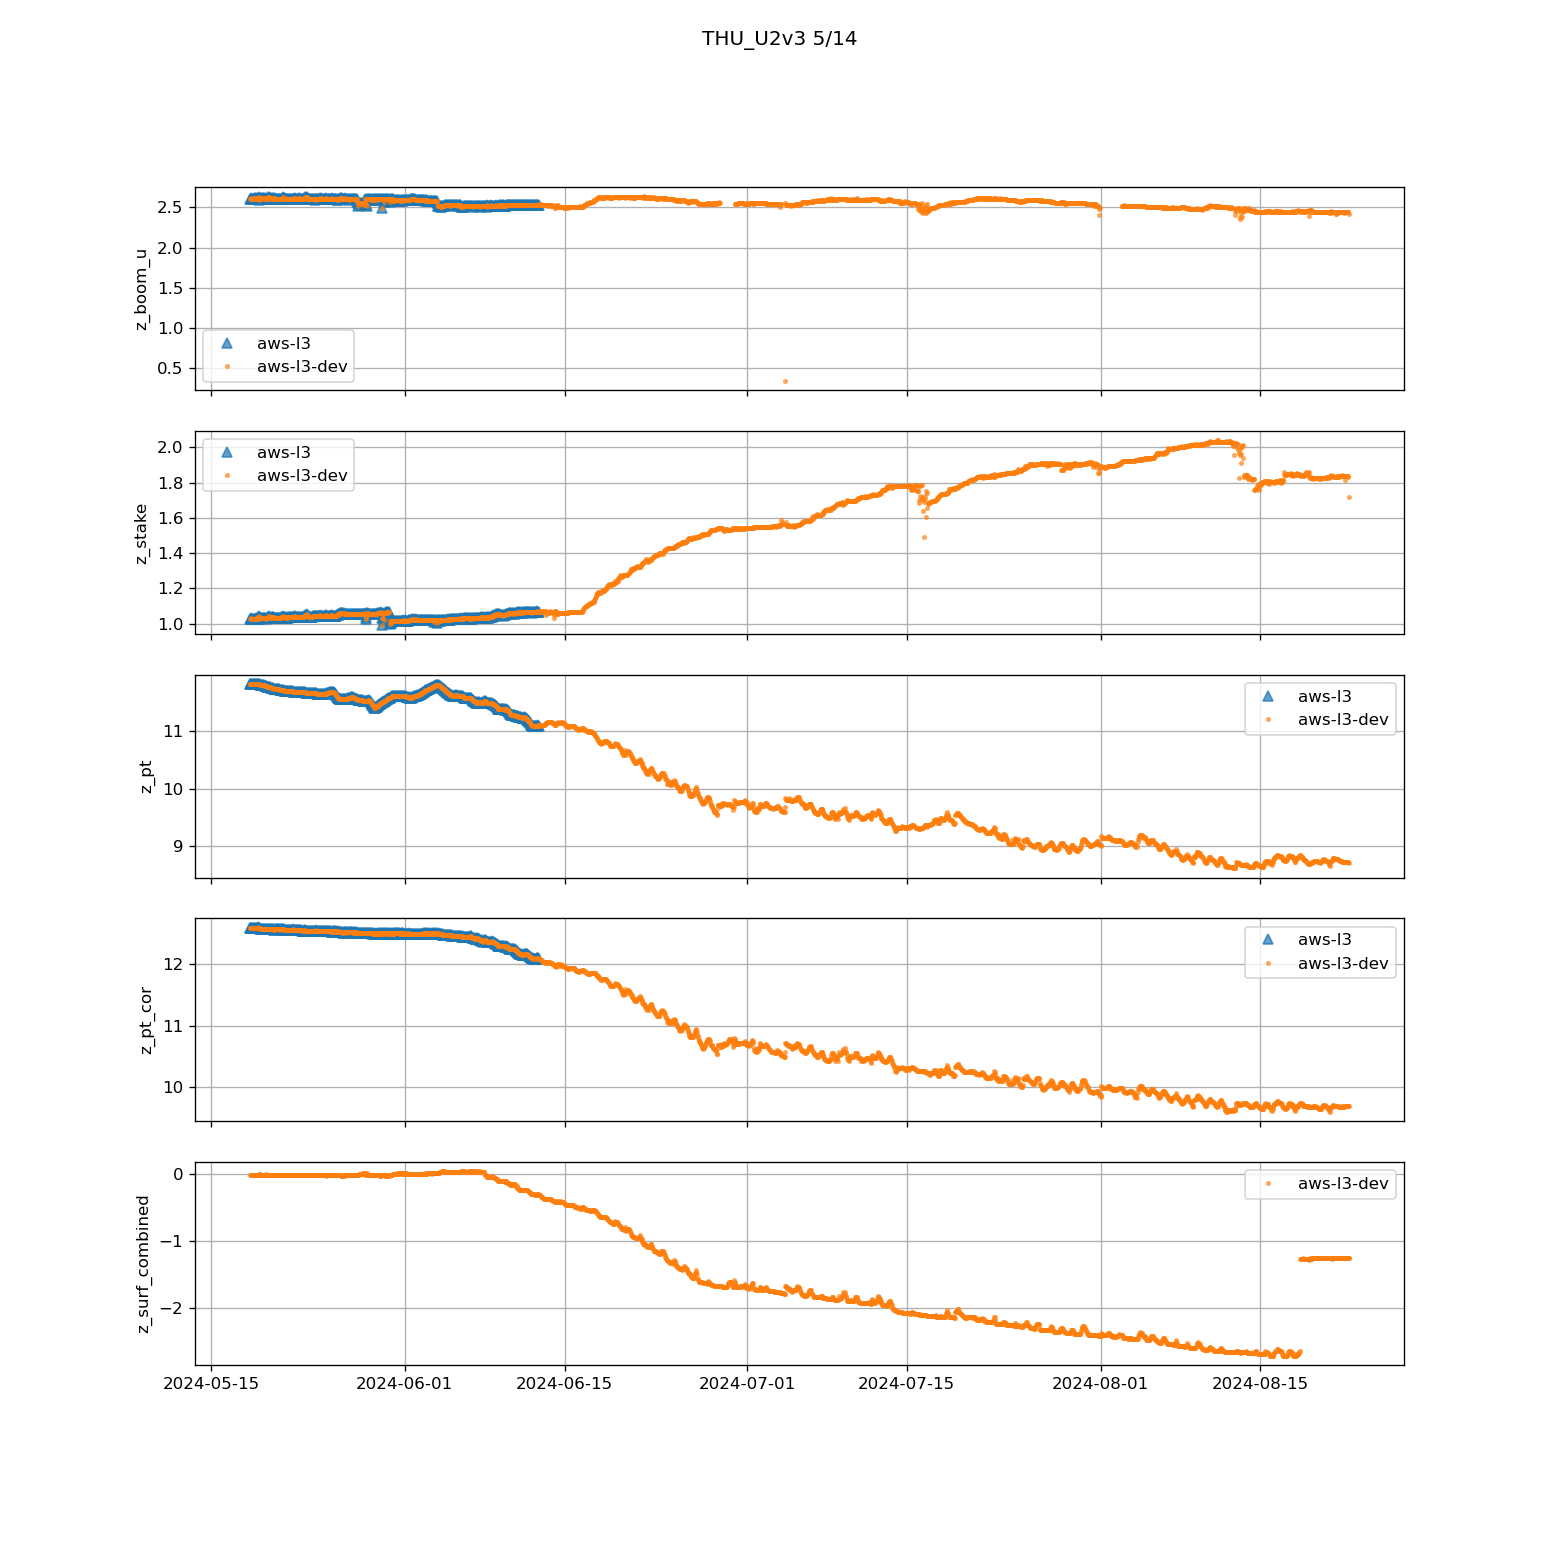 THU_U2v3 5/14
z_boom_u
2.5
2.0
1.5
1.0
0.5
aws-l3
aws-l3-dev
z_stake
2.0
1.8
1.6
1.4
1.2
1.0
aws-l3
aws-l3-dev
z_pt
11
10
9
aws-l3
aws-l3-dev
z_pt_cor
12
11
10
aws-l3
aws-l3-dev
z_surf_combined
0
−1
−2
aws-l3-dev
2024-05-15 2024-06-01 2024-06-15 2024-07-01 2024-07-15 2024-08-01 2024-08-15